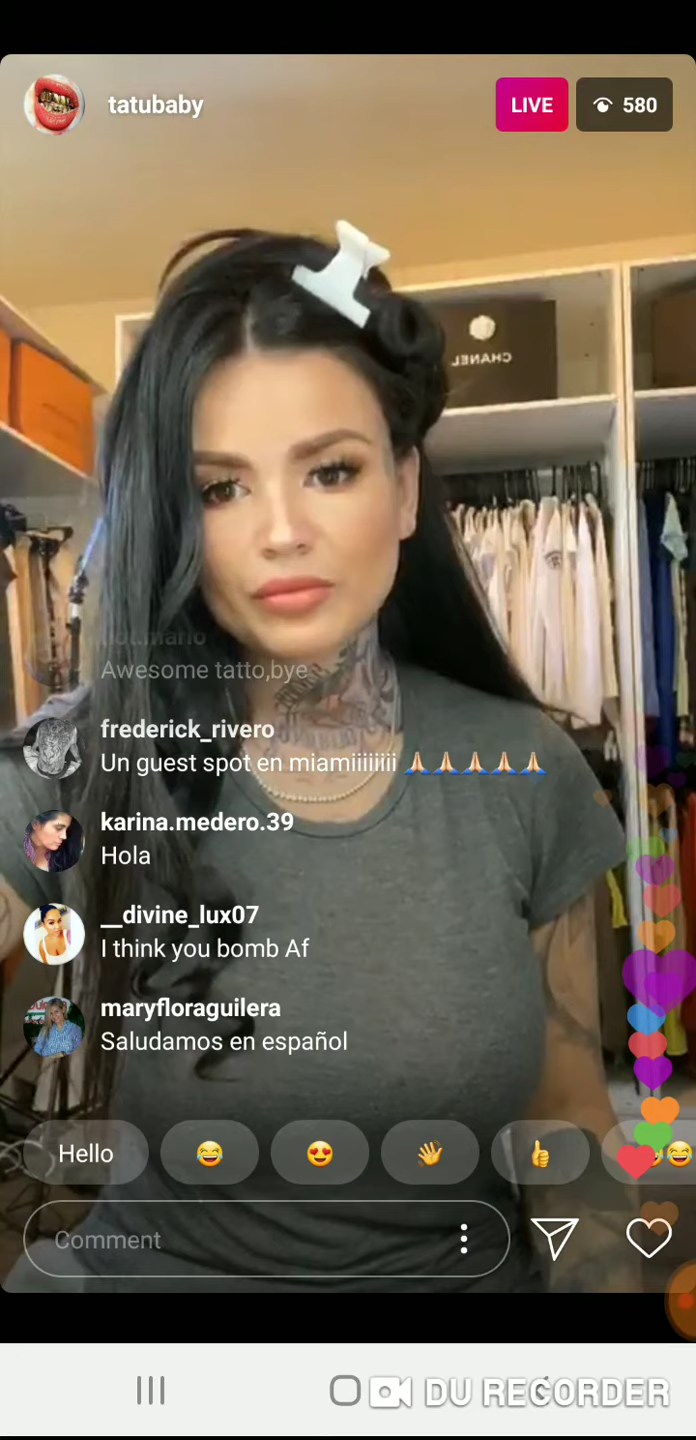 tatubaby
LIVE
580
CHANEL
Awesome tatto,bye
frederick_rivero
Un guest spot en miamiiiiiiii 🙏🙏🙏🙏🙏
karina.medero.39
Hola
__divine_lux07
I think you bomb Af
maryfloraguilera
Saludamos en español
Hello 😂 😍 👋 👍 😂
Comment
DU RECORDER